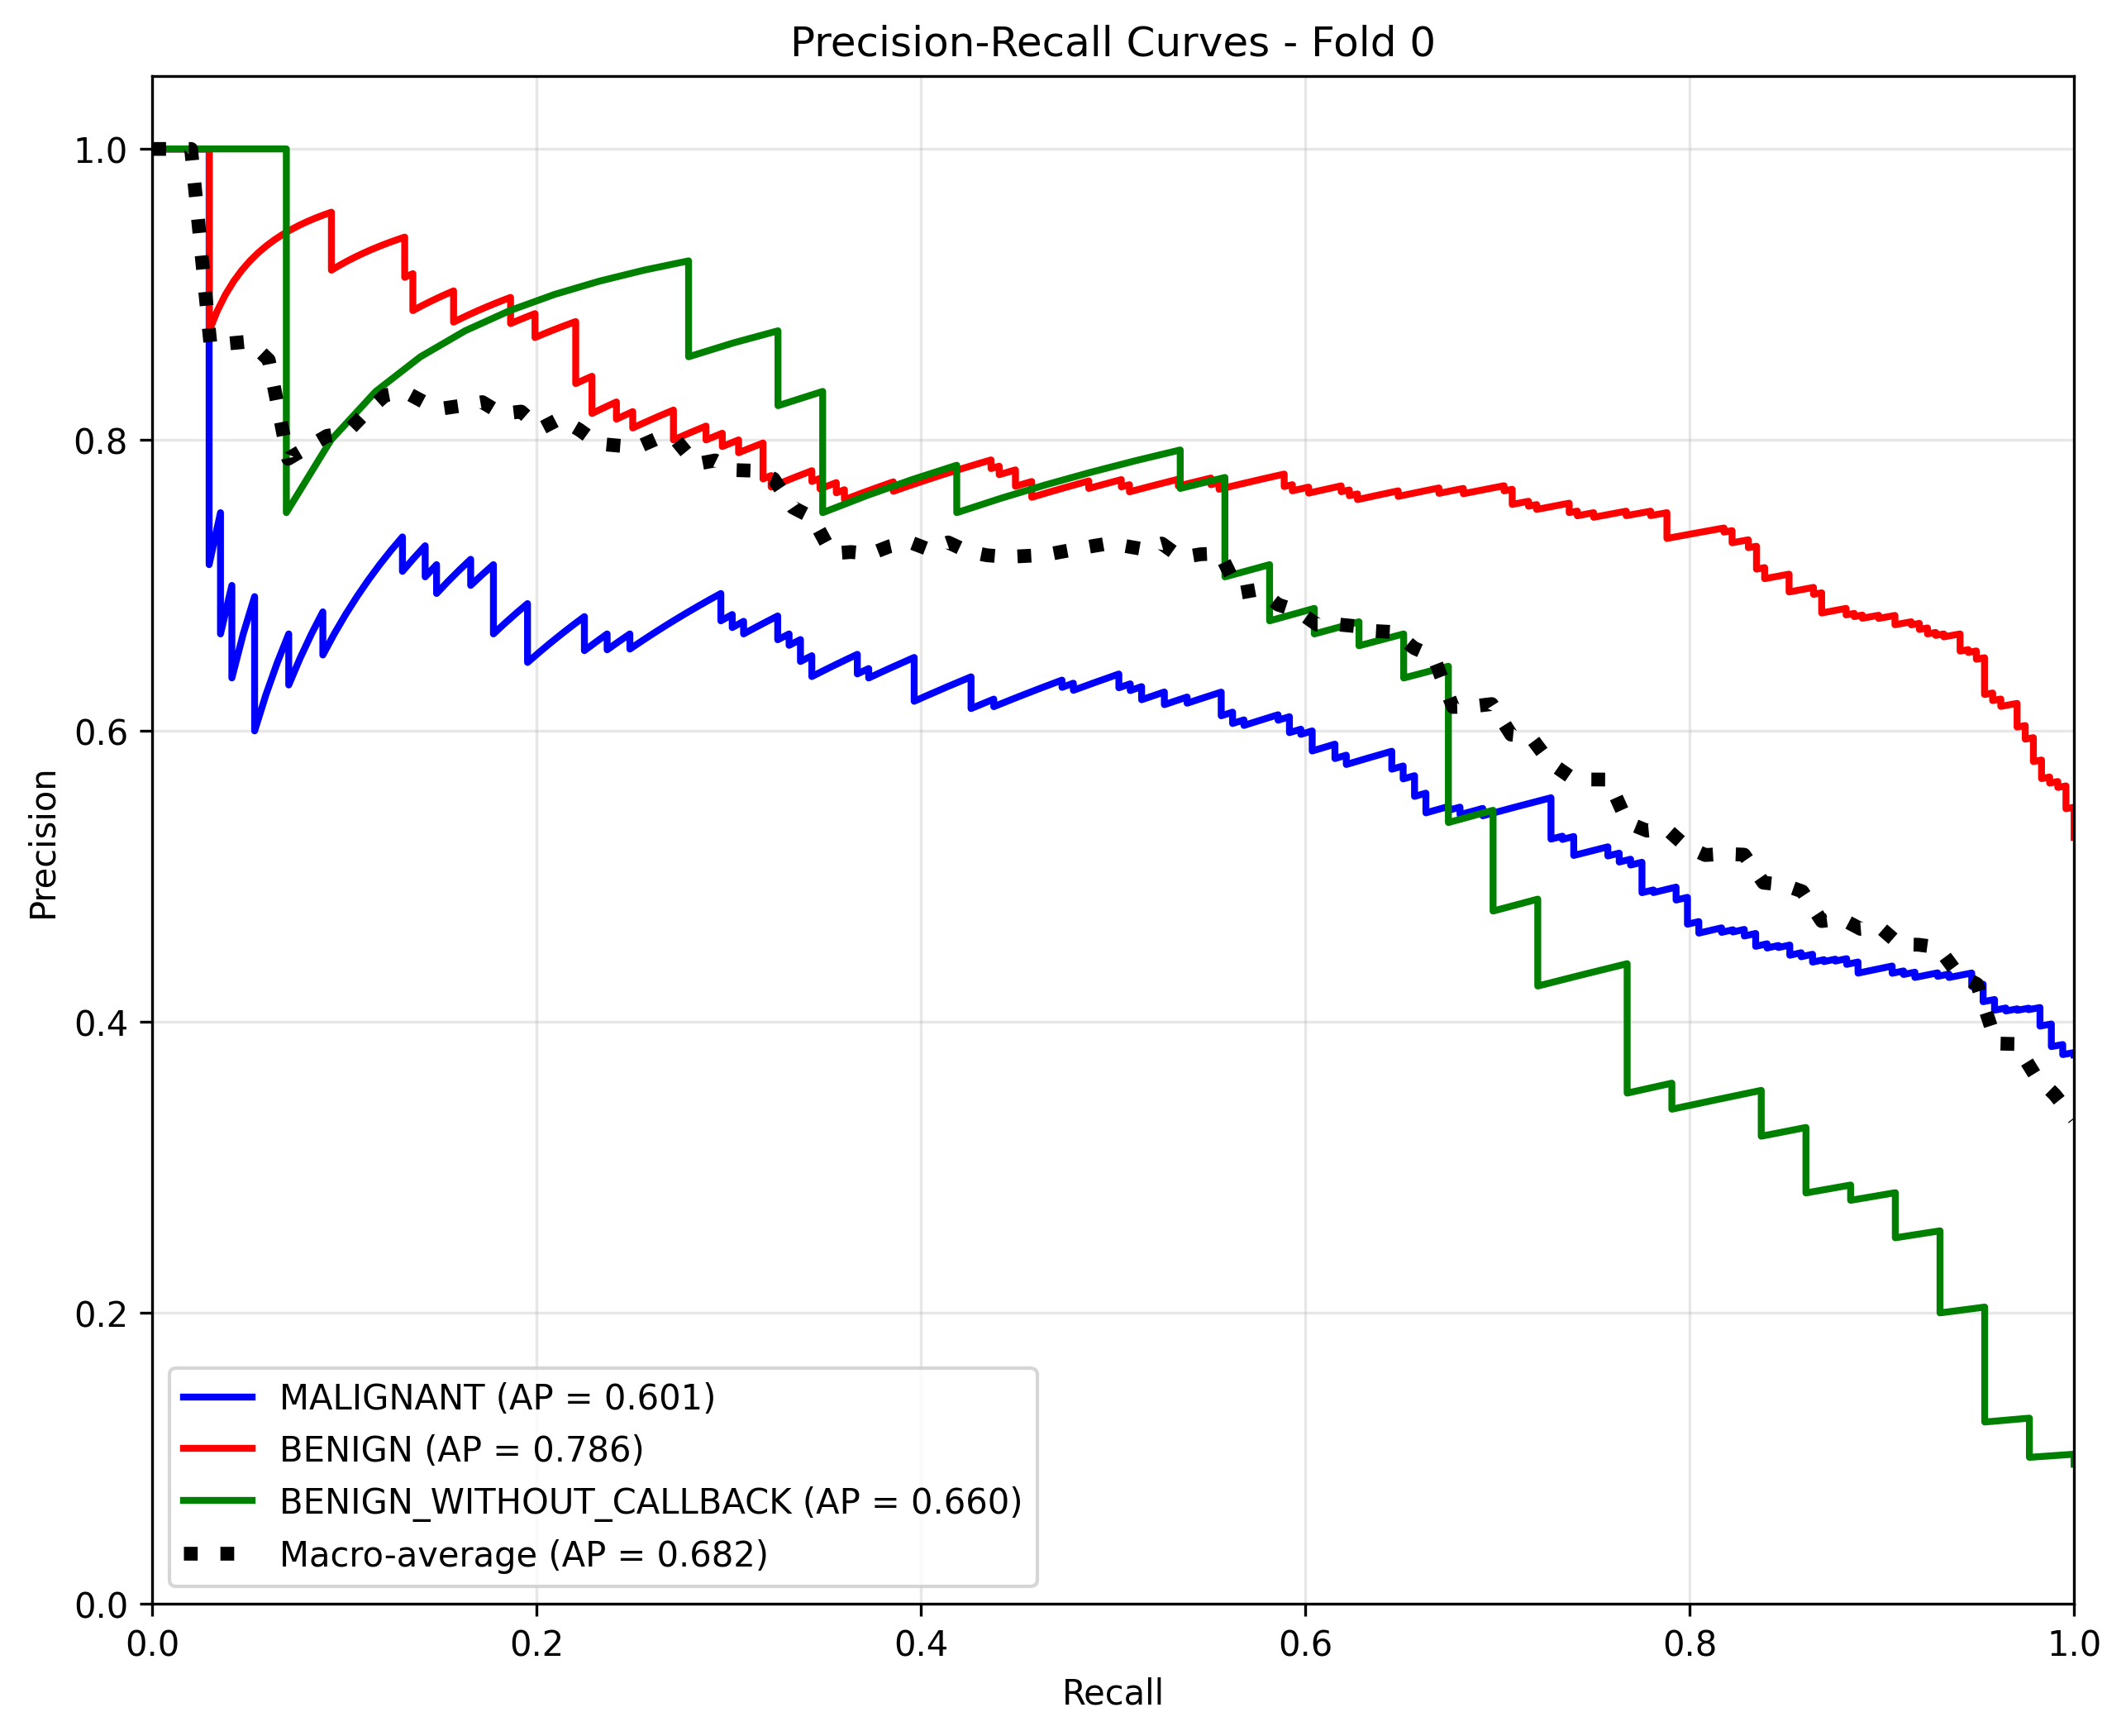 Precision-Recall Curves - Fold 0
Precision
1.0
0.8
0.6
0.4
0.2
0.0
MALIGNANT (AP = 0.601)
BENIGN (AP = 0.786)
BENIGN_WITHOUT_CALLBACK (AP = 0.660)
Macro-average (AP = 0.682)
0.0 0.2 0.4 0.6 0.8 1.0
Recall